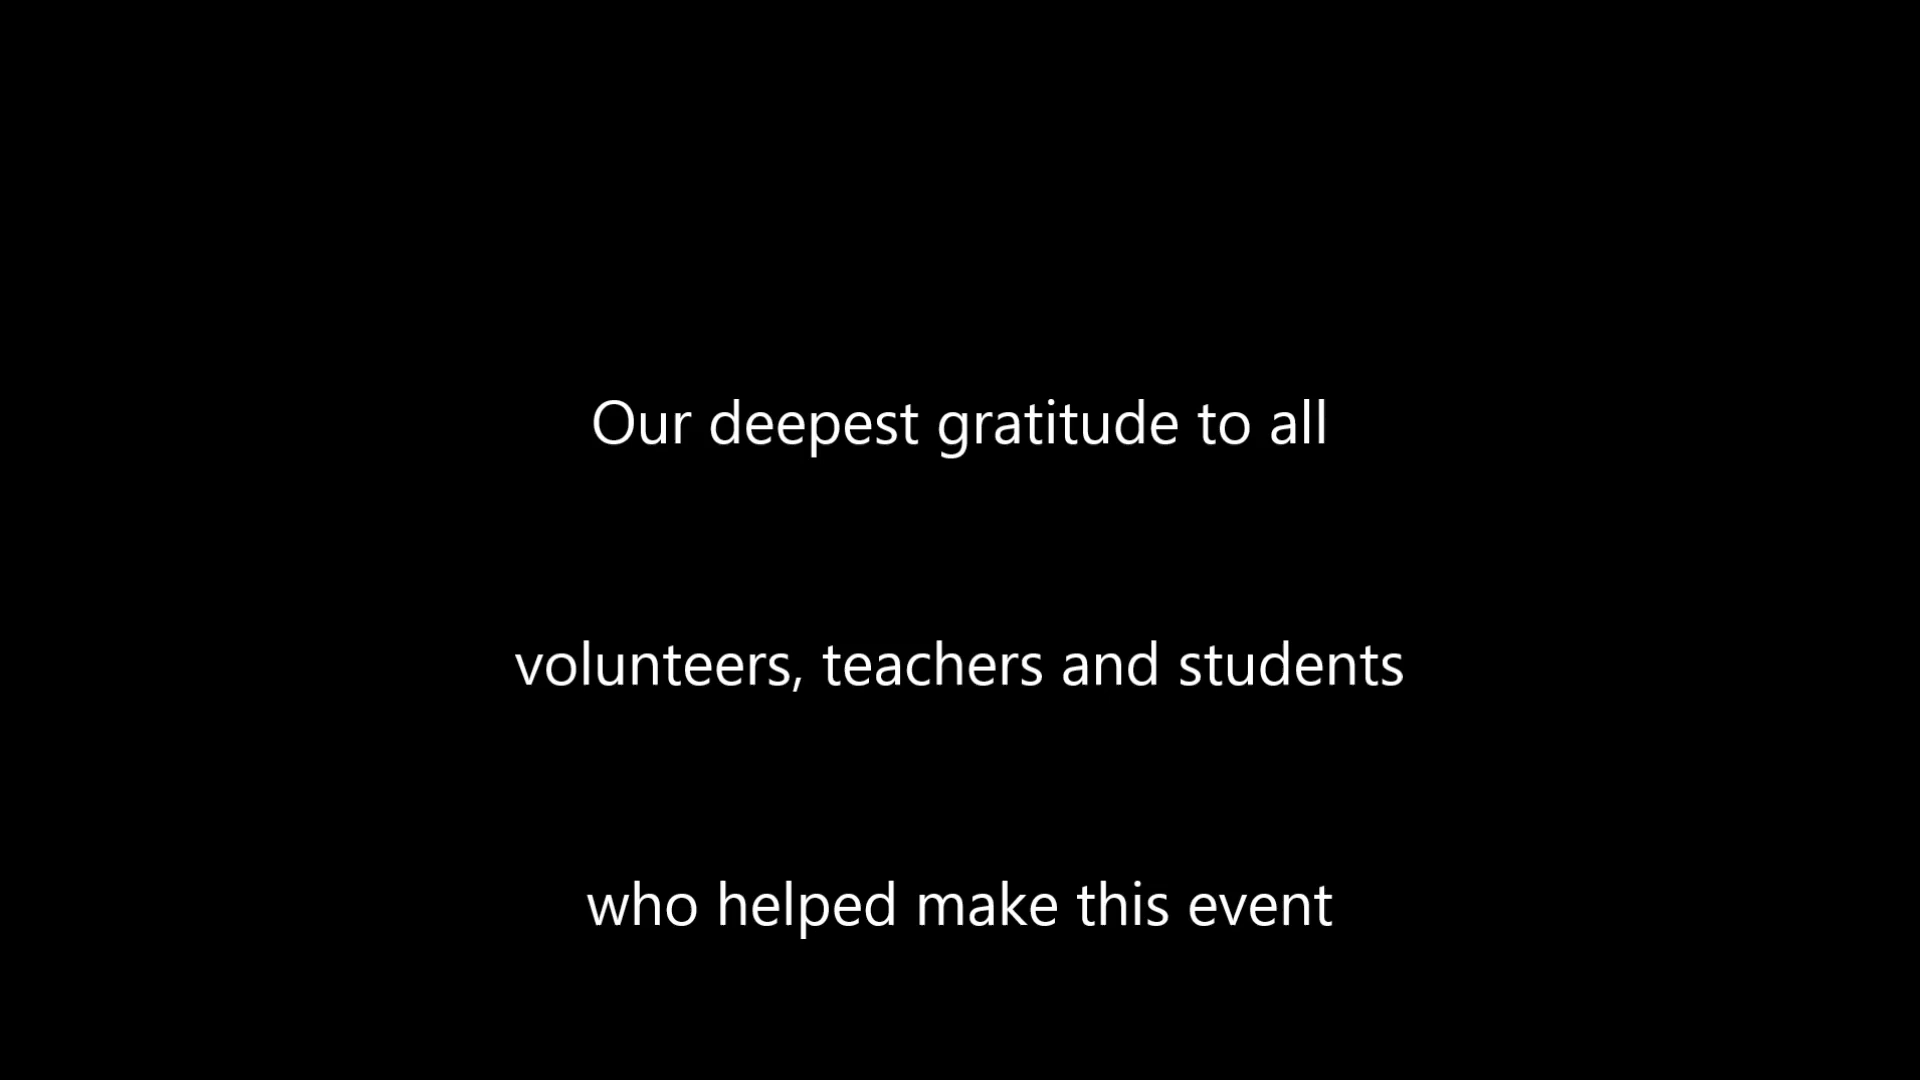 Our deepest gratitude to all
volunteers, teachers and students
who helped make this event